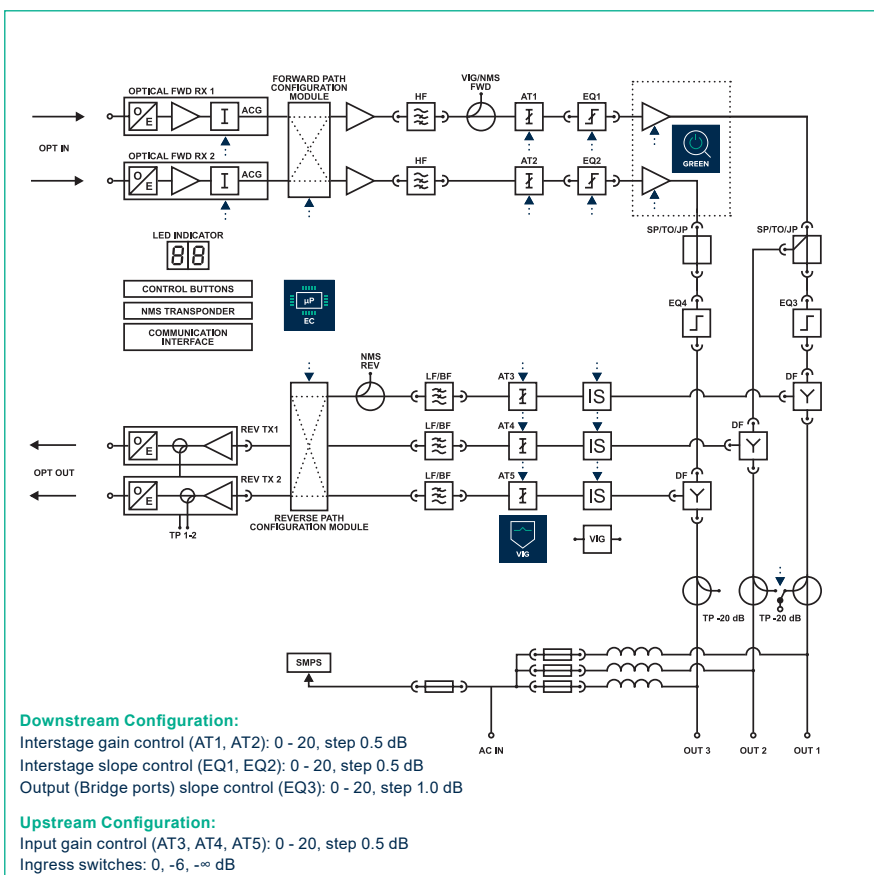 OPTICAL FWD RX 1
FORWARD PATH
CONFIGURATION
MODULE
VIG/NMS
FWD
HF
AT1
EQ1
O
E
I
ACG
OPT IN
GREEN
OPTICAL FWD RX 2
HF
AT2
EQ2
O
E
I
ACG
LED INDICATOR
88
SP/TO/JP
SP/TO/JP
CONTROL BUTTONS
NMS TRANSPONDER
COMMUNICATION
INTERFACE
µP
EC
EQ4
EQ3
NMS
REV
LF/BF
AT3
IS
DF
Y
REV TX1
LF/BF
AT4
IS
DF
Y
O
E
OPT OUT
REV TX 2
LF/BF
AT5
IS
DF
Y
O
E
TP 1-2
REVERSE PATH
CONFIGURATION MODULE
VIG
VIG
TP -20 dB
TP -20 dB
SMPS
AC IN
OUT 3
OUT 2
OUT 1
Downstream Configuration:
Interstage gain control (AT1, AT2): 0 - 20, step 0.5 dB
Interstage slope control (EQ1, EQ2): 0 - 20, step 0.5 dB
Output (Bridge ports) slope control (EQ3): 0 - 20, step 1.0 dB
Upstream Configuration:
Input gain control (AT3, AT4, AT5): 0 - 20, step 0.5 dB
Ingress switches: 0, -6, -∞ dB